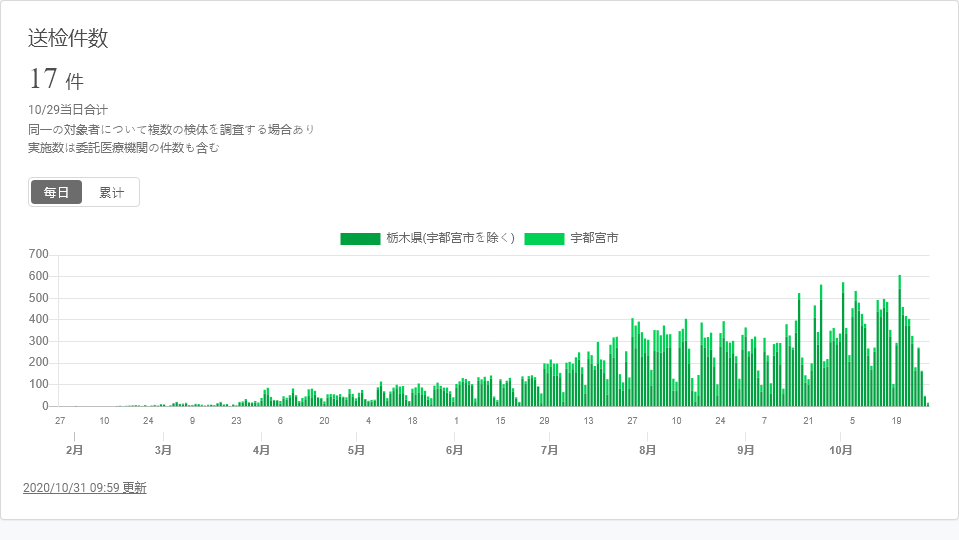 送检件数
17 件
10/29当日合计
同一の対象者について複数の検体を調査する場合あり
実施数は委託医療機関の件数も含む
每日 累计
栃木県(宇都宮市を除く) 宇都宮市
700
600
500
400
300
200
100
0
27 10 24 9 23 6 20 4 18 1 15 29 13 27 10 24 7 21 5 19
2月 3月 4月 5月 6月 7月 8月 9月 10月
2020/10/31 09:59 更新